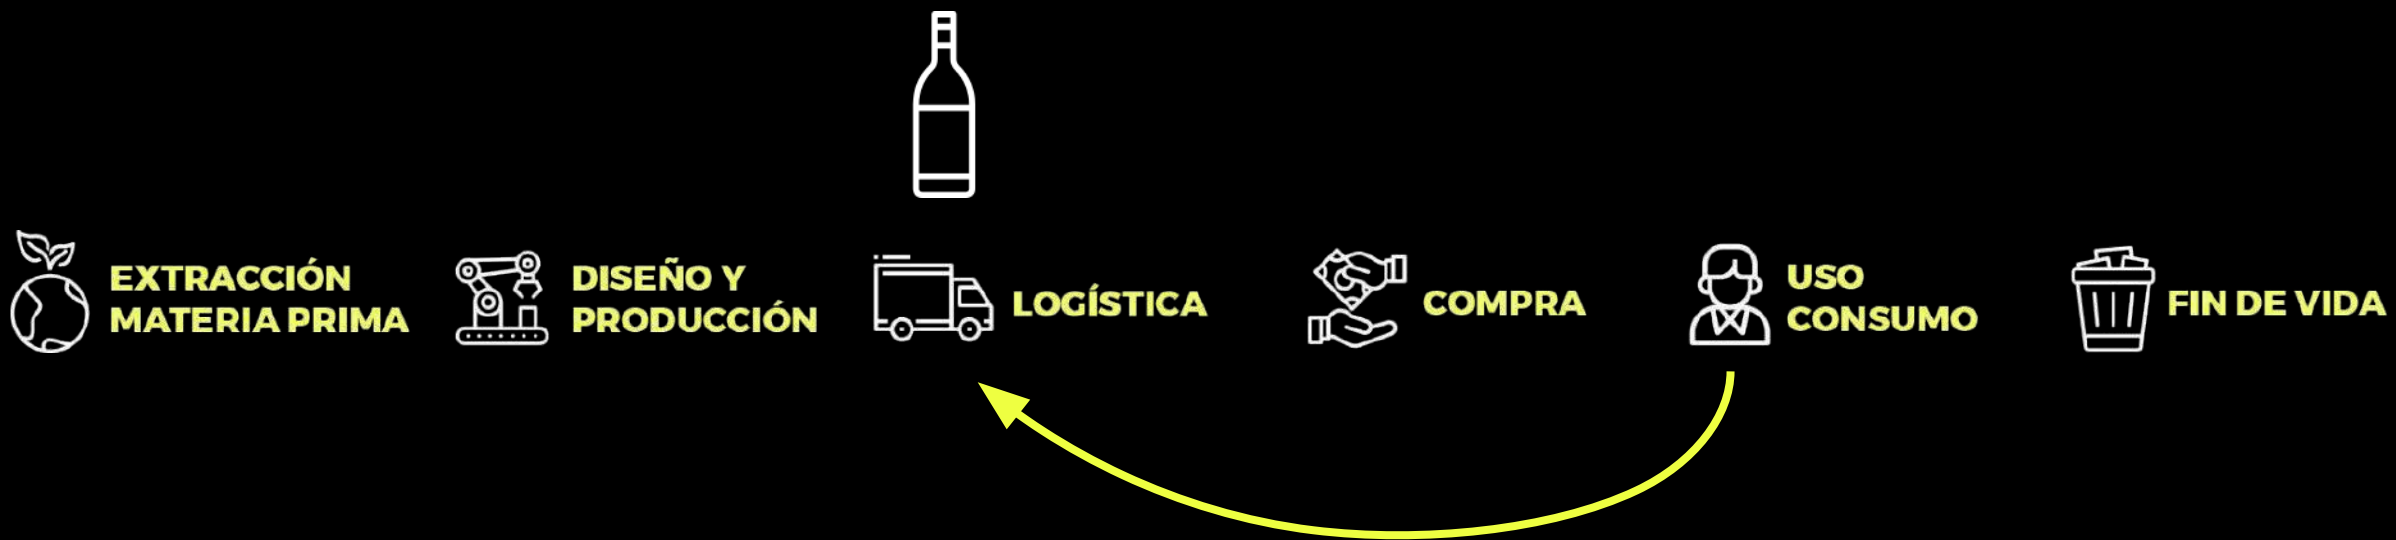 EXTRACCIÓN
MATERIA PRIMA
DISEÑO Y
PRODUCCIÓN
LOGÍSTICA
COMPRA
USO
CONSUMO
FIN DE VIDA